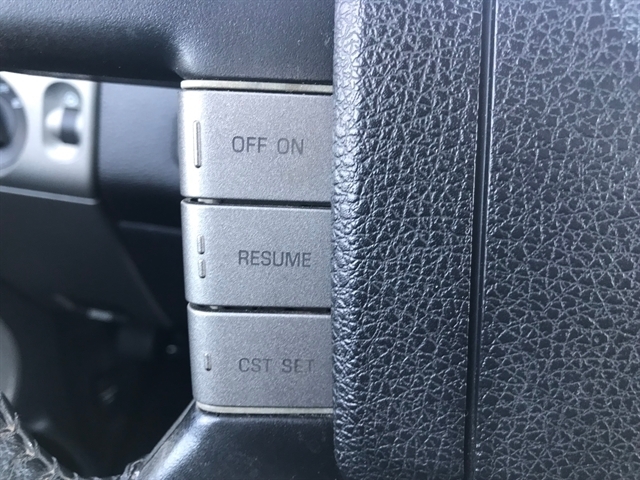 OFF ON
RESUME
CST SET